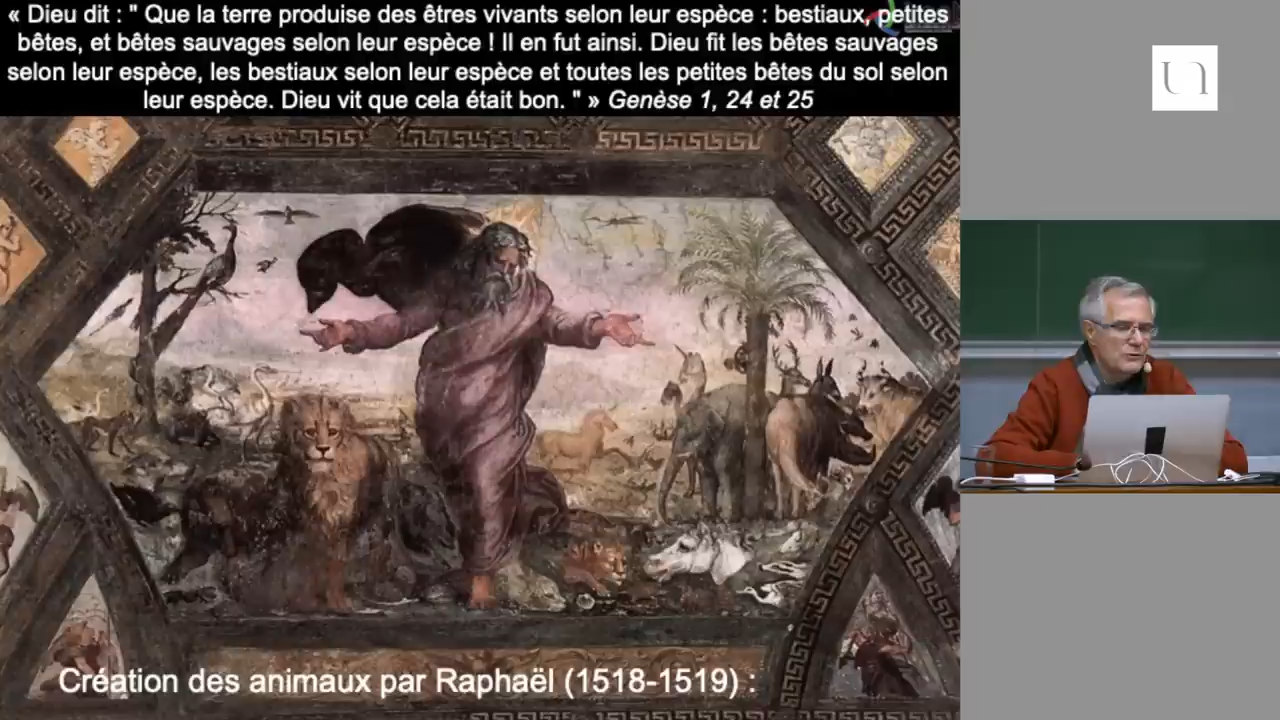 « Dieu dit : " Que la terre produise des êtres vivants selon leur espèce : bestiaux, petites
bêtes, et bêtes sauvages selon leur espèce ! Il en fut ainsi. Dieu fit les bêtes sauvages
selon leur espèce, les bestiaux selon leur espèce et toutes les petites bêtes du sol selon
leur espèce. Dieu vit que cela était bon. " » Genèse 1, 24 et 25
Création des animaux par Raphaël (1518-1519) :